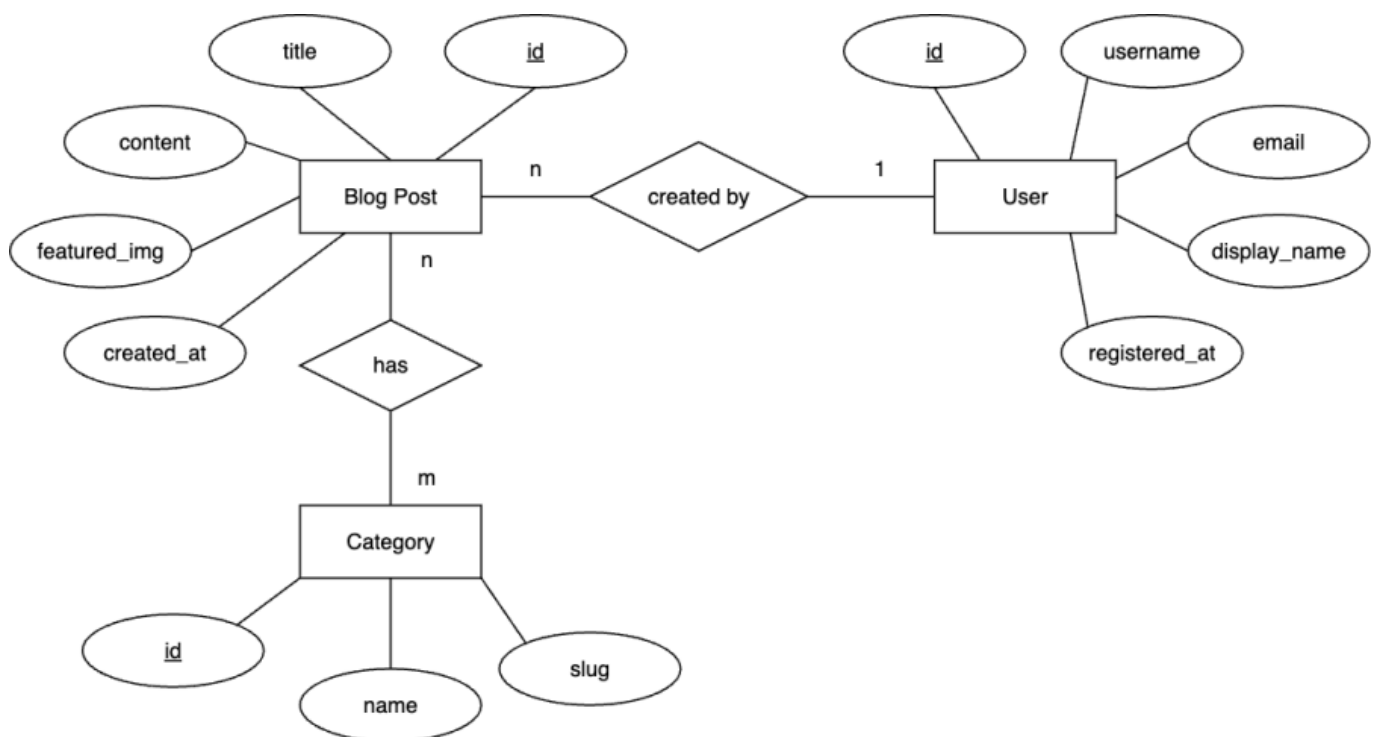 title
id
id
username
content
email
Blog Post
n
created by
1
User
featured_img
display_name
n
created_at
has
registered_at
m
Category
id
slug
name